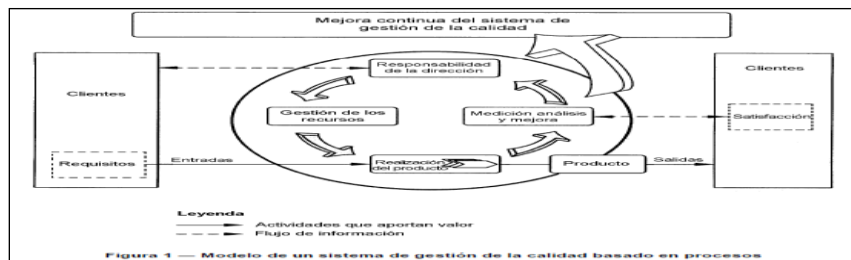 Mejora continua del sistema de
gestión de la calidad
Clientes
Responsabilidad
de la dirección
Clientes
Gestión de los
recursos
Medición análisis
y mejora
Satisfacción
Requisitos
Entradas
Realización
del producto
Producto
Salidas
Leyenda
Actividades que aportan valor
Flujo de información
Figura 1 — Modelo de un sistema de gestión de la calidad basado en procesos